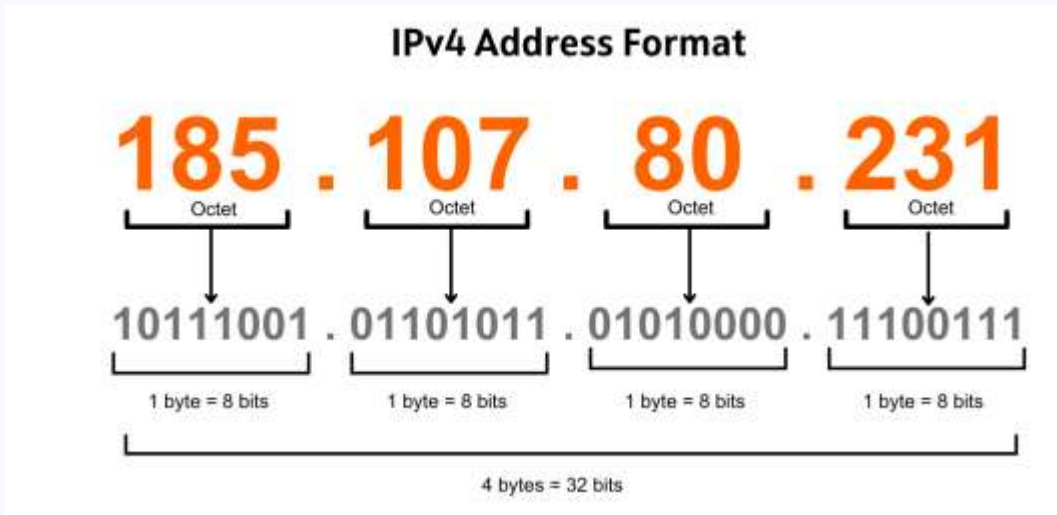 IPv4 Address Format
185 . 107 . 80 . 231
Octet Octet Octet Octet
10111001 . 01101011 . 01010000 . 11100111
1 byte = 8 bits 1 byte = 8 bits 1 byte = 8 bits 1 byte = 8 bits
4 bytes = 32 bits